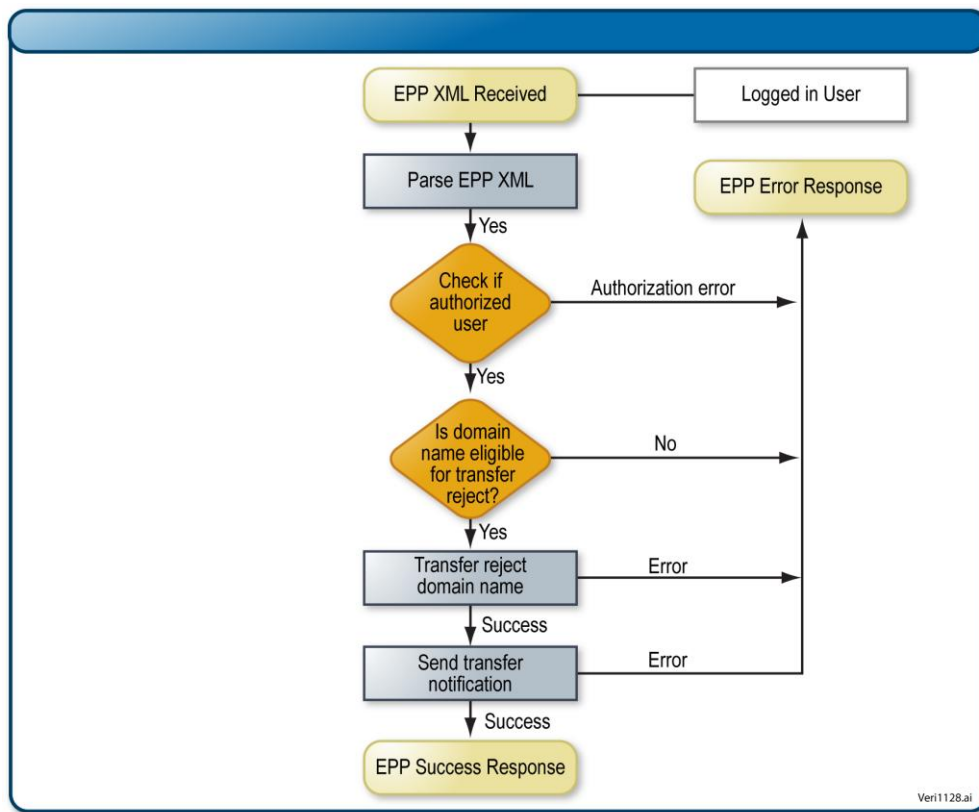 EPP XML Received
Logged in User
Parse EPP XML
EPP Error Response
Yes
Check if
authorized
user
Authorization error
Yes
Is domain
name eligible
for transfer
reject?
No
Yes
Transfer reject
domain name
Error
Success
Send transfer
notification
Error
Success
EPP Success Response
Veri1128.ai